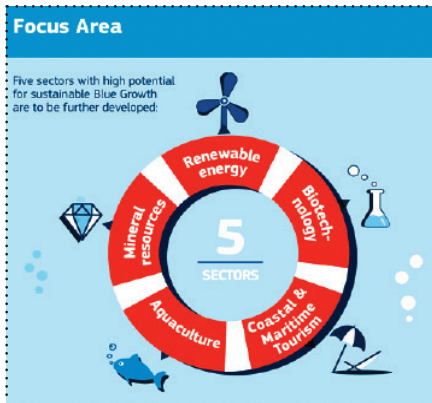 Focus Area
Five sectors with high potential
for sustainable Blue Growth
are to be further developed:
Renewable
energy
Biotech-
nology
Coastal &
Maritime
Tourism
Aquaculture
Mineral
resources
5
SECTORS